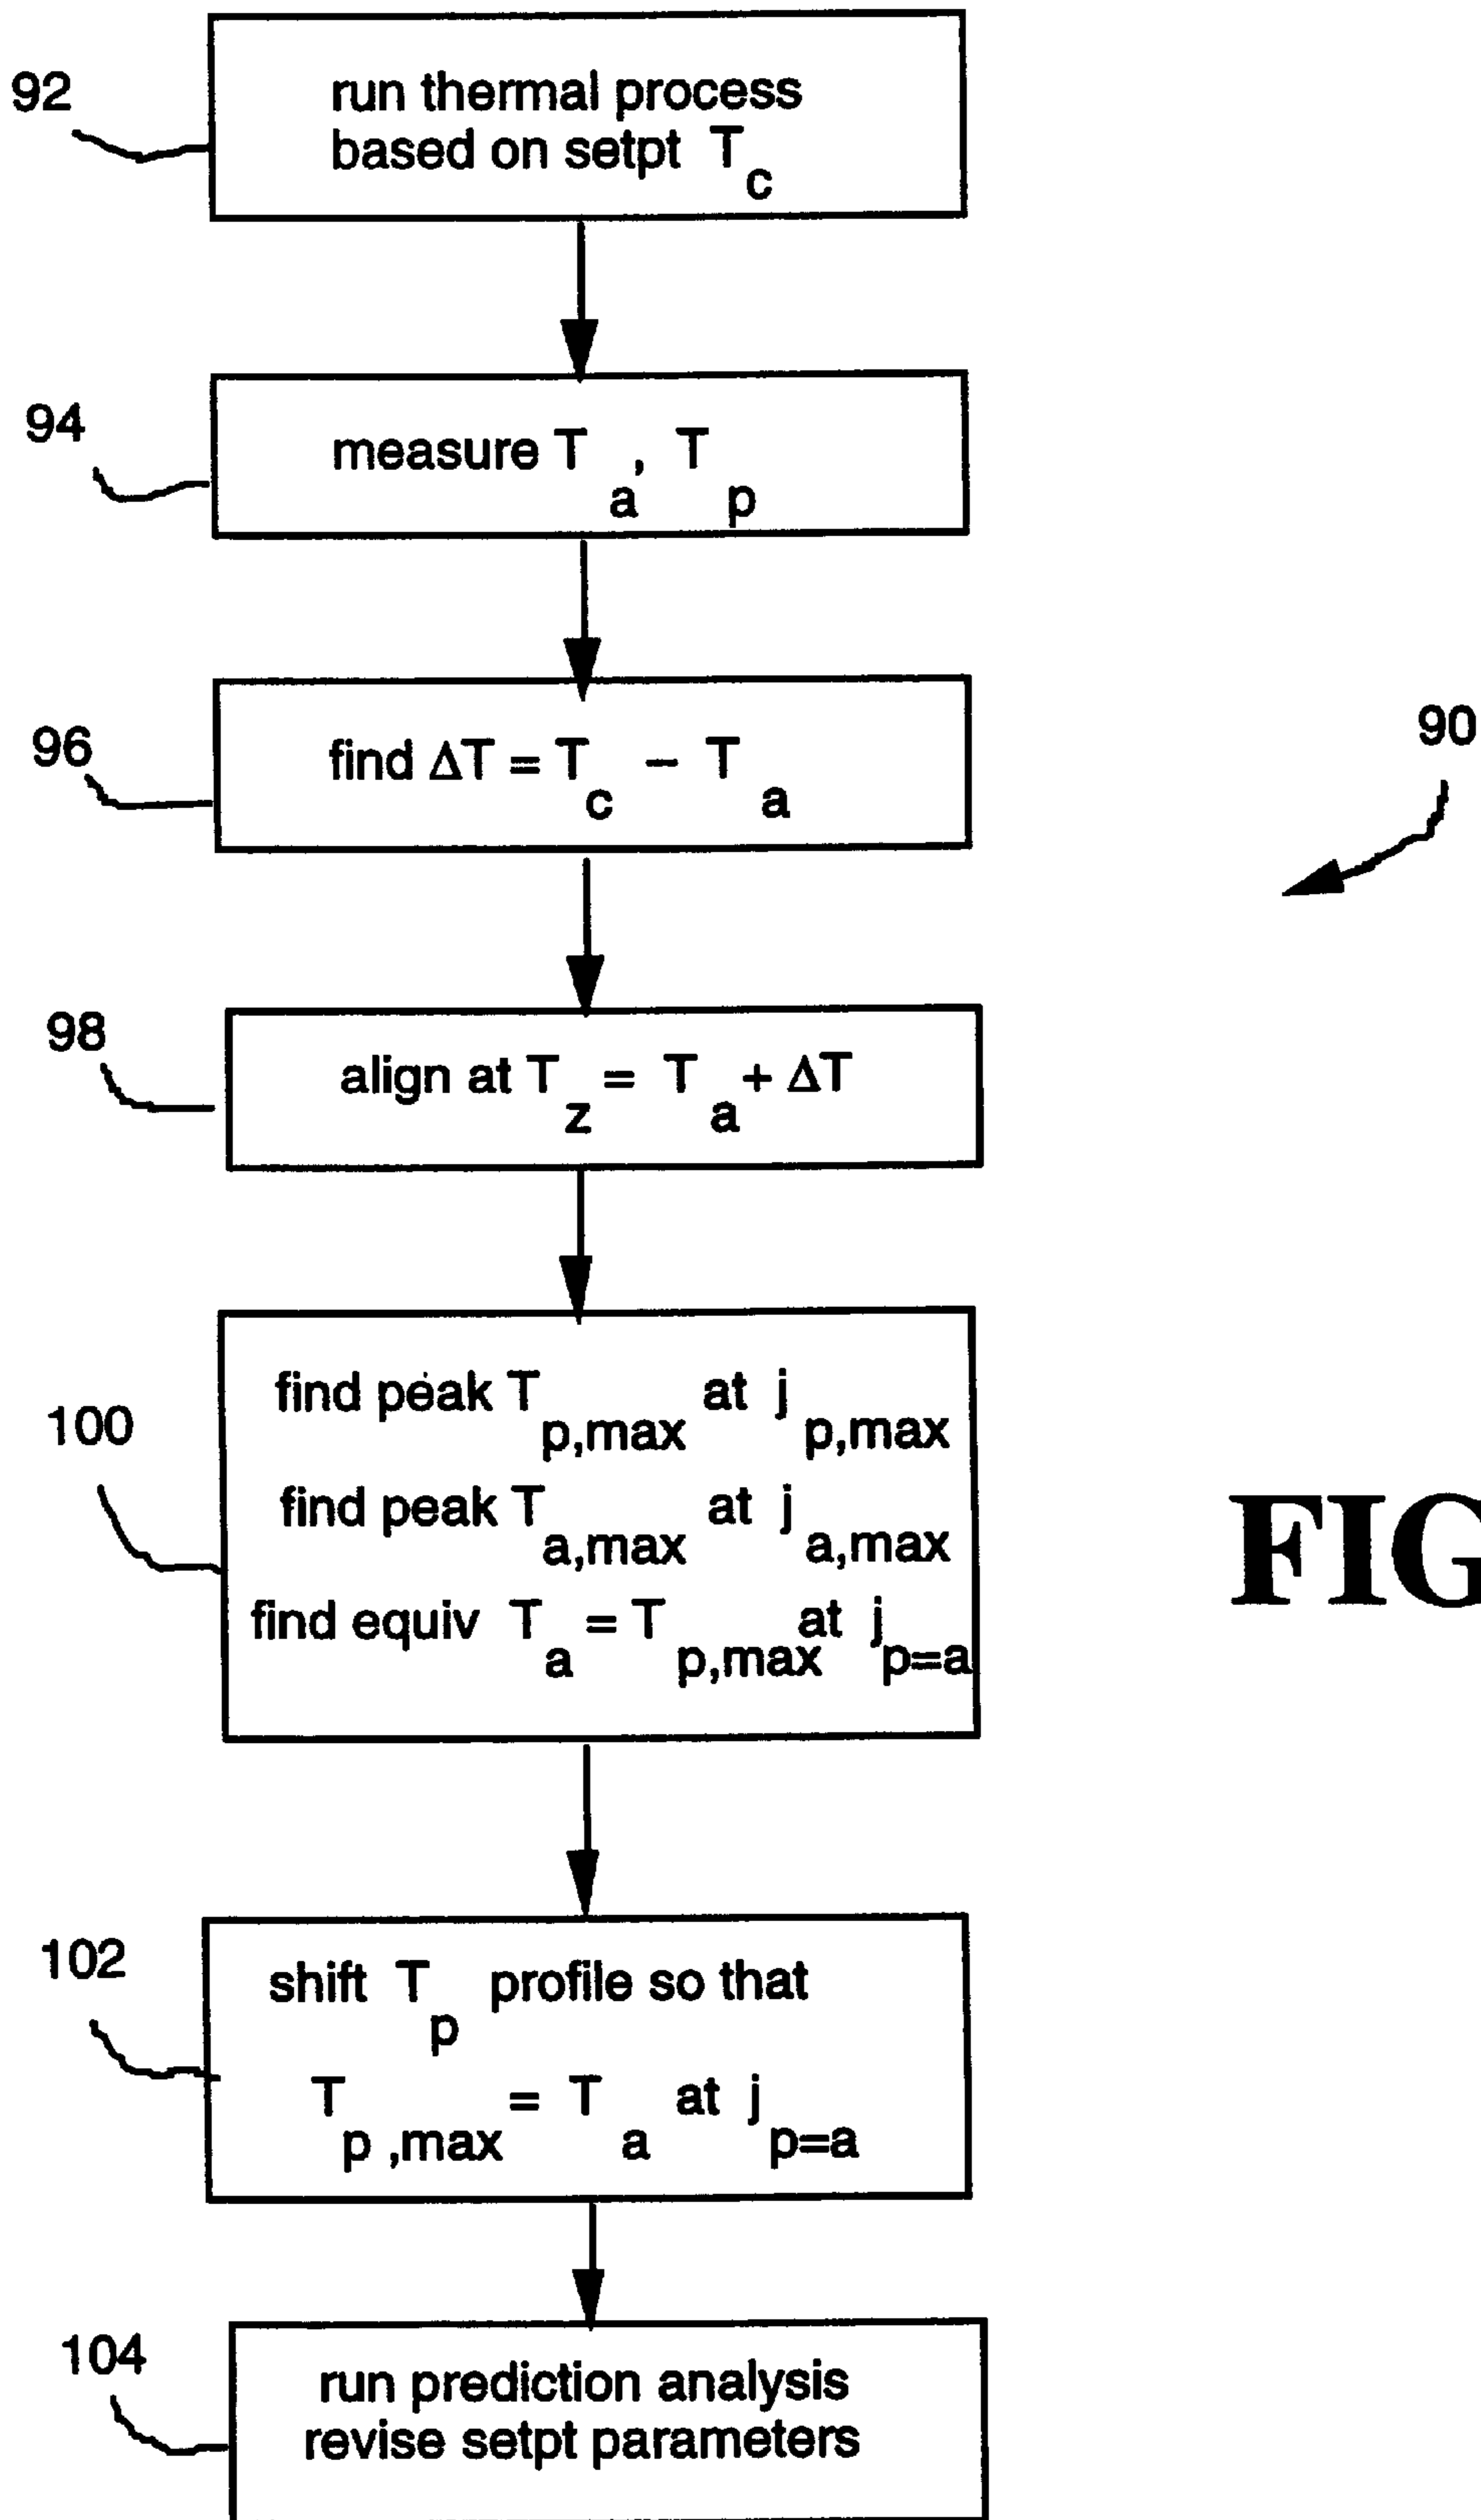 92
run thermal process
based on setpt T c
94
measure T a , T p
96
find ΔT = T c − T a
90
98
align at T z = T a + ΔT
100
find peak T p,max at j p,max
find peak T a,max at j a,max
find equiv T a = T p,max at j p=a
FIG
102
shift T p profile so that
T p ,max = T a at j p=a
104
run prediction analysis
revise setpt parameters